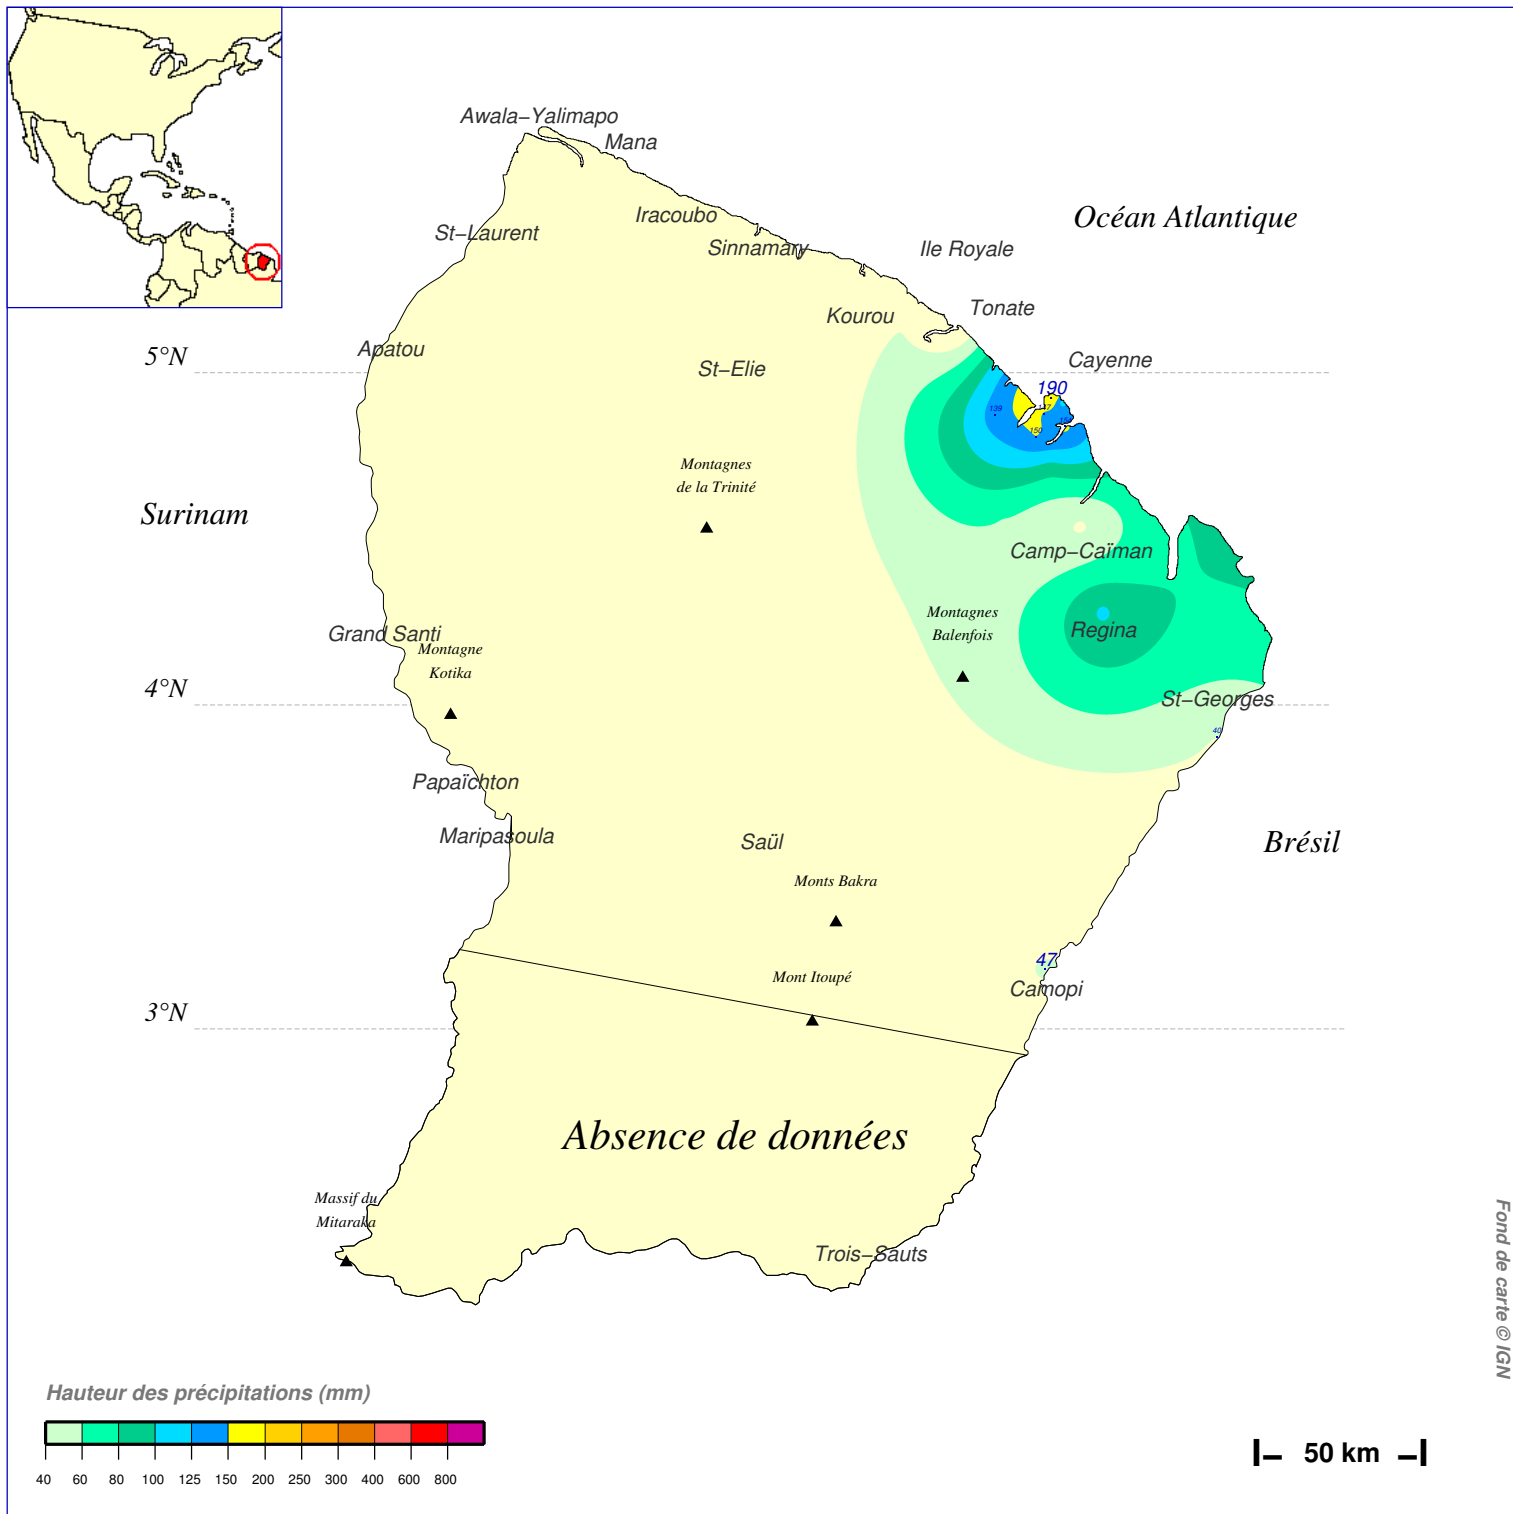 Awala−Yalimapo
Mana
Océan Atlantique
Iracoubo
St−Laurent
Sinnamary
Ile Royale
Tonate
Kourou
Apatou
5°N
Cayenne
St−Elie
190
139
150
Montagnes
de la Trinité
Surinam
Camp−Caïman
Montagnes
Balenfois
Regina
Grand Santi
Montagne
Kotika
4°N
St−Georges
40
Papaïchton
Maripasoula
Saül
Brésil
Monts Bakra
47
Mont Itoupé
Camopi
3°N
Absence de données
Massif du
Mitaraka
Trois−Sauts
Fond de carte © IGN
Hauteur des précipitations (mm)
40 60 80 100 125 150 200 250 300 400 600 800
50 km